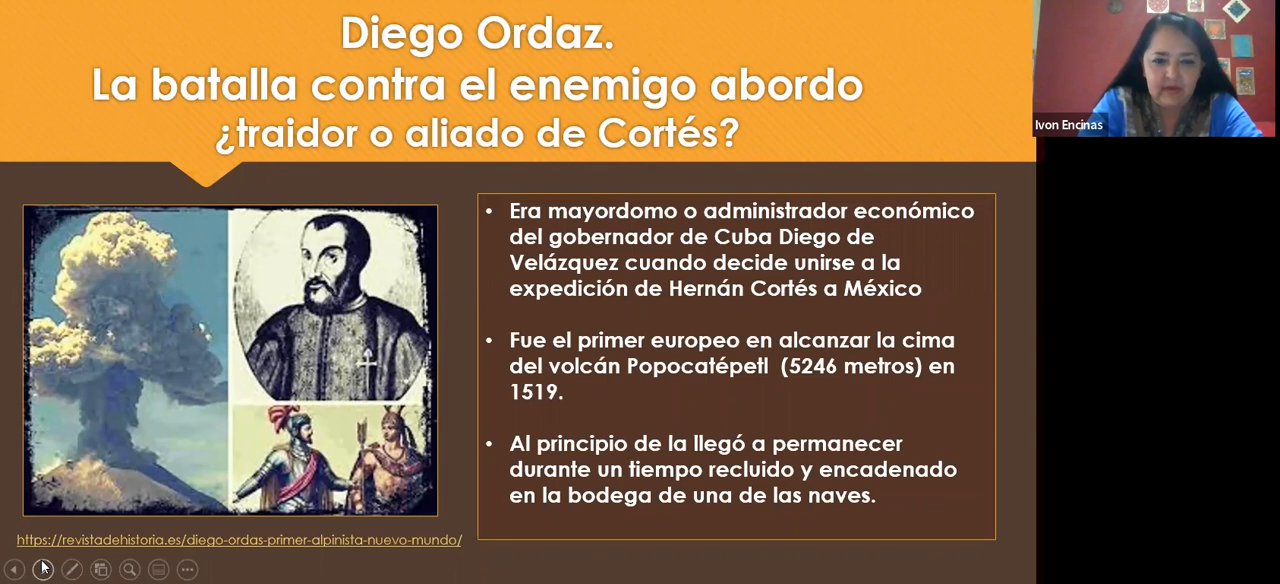 Diego Ordaz.
La batalla contra el enemigo abordo
¿traidor o aliado de Cortés?
Ivon Encinas
• Era mayordomo o administrador económico
del gobernador de Cuba Diego de
Velázquez cuando decide unirse a la
expedición de Hernán Cortés a México
• Fue el primer europeo en alcanzar la cima
del volcán Popocatépetl (5246 metros) en
1519.
• Al principio de la llegó a permanecer
durante un tiempo recluido y encadenado
en la bodega de una de las naves.
https://revistadehistoria.es/diego-ordas-primer-alpinista-nuevo-mundo/